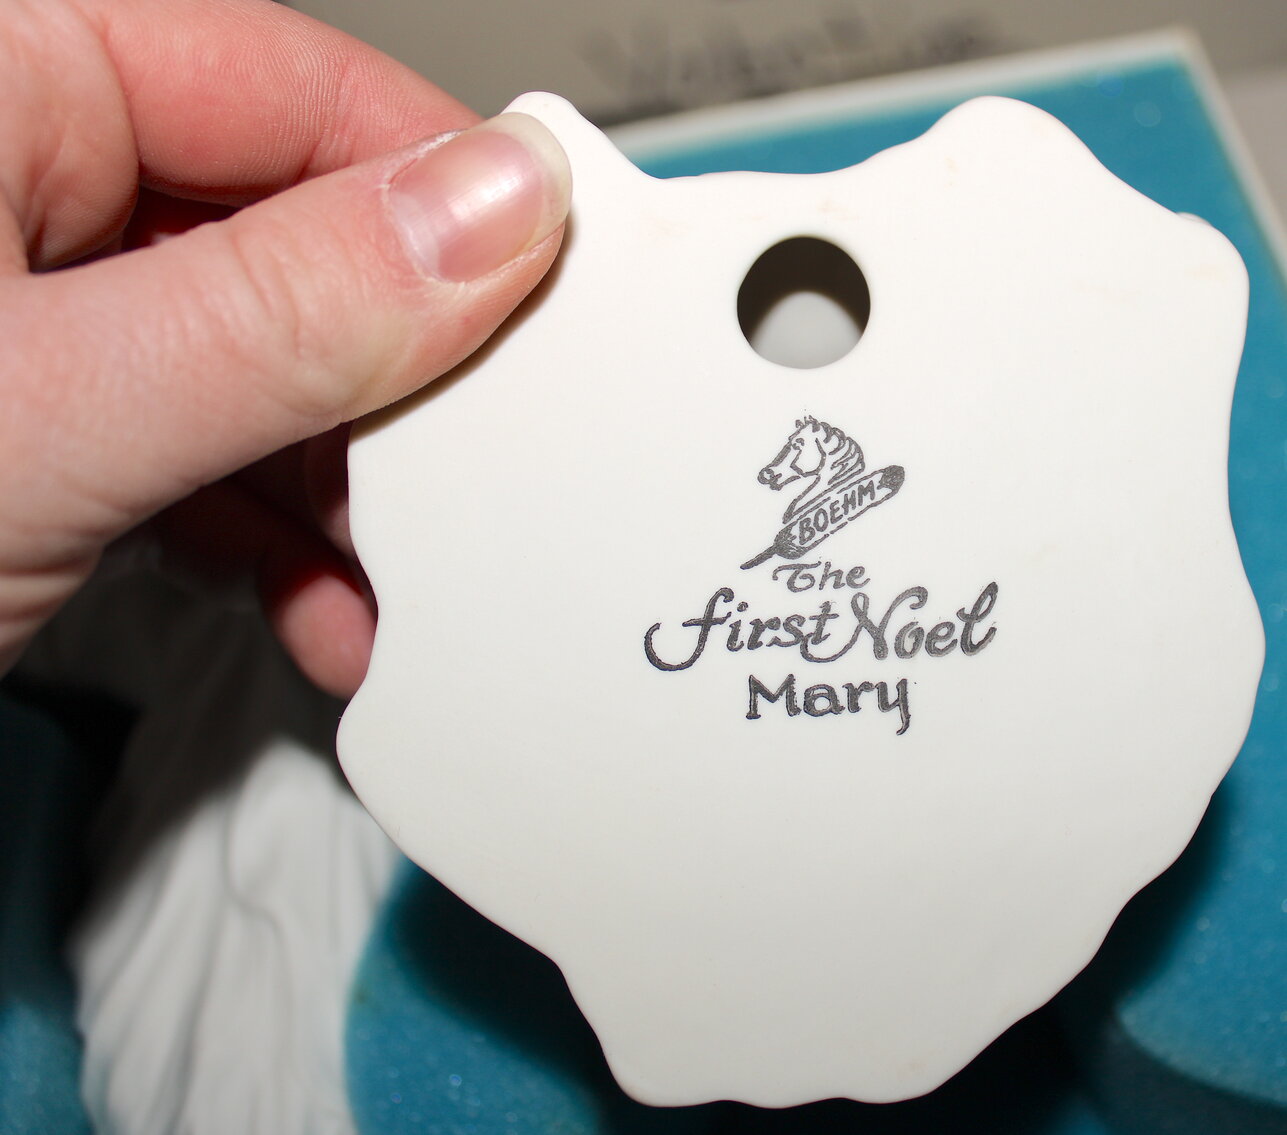 BOEHM
The
first Noel
Mary